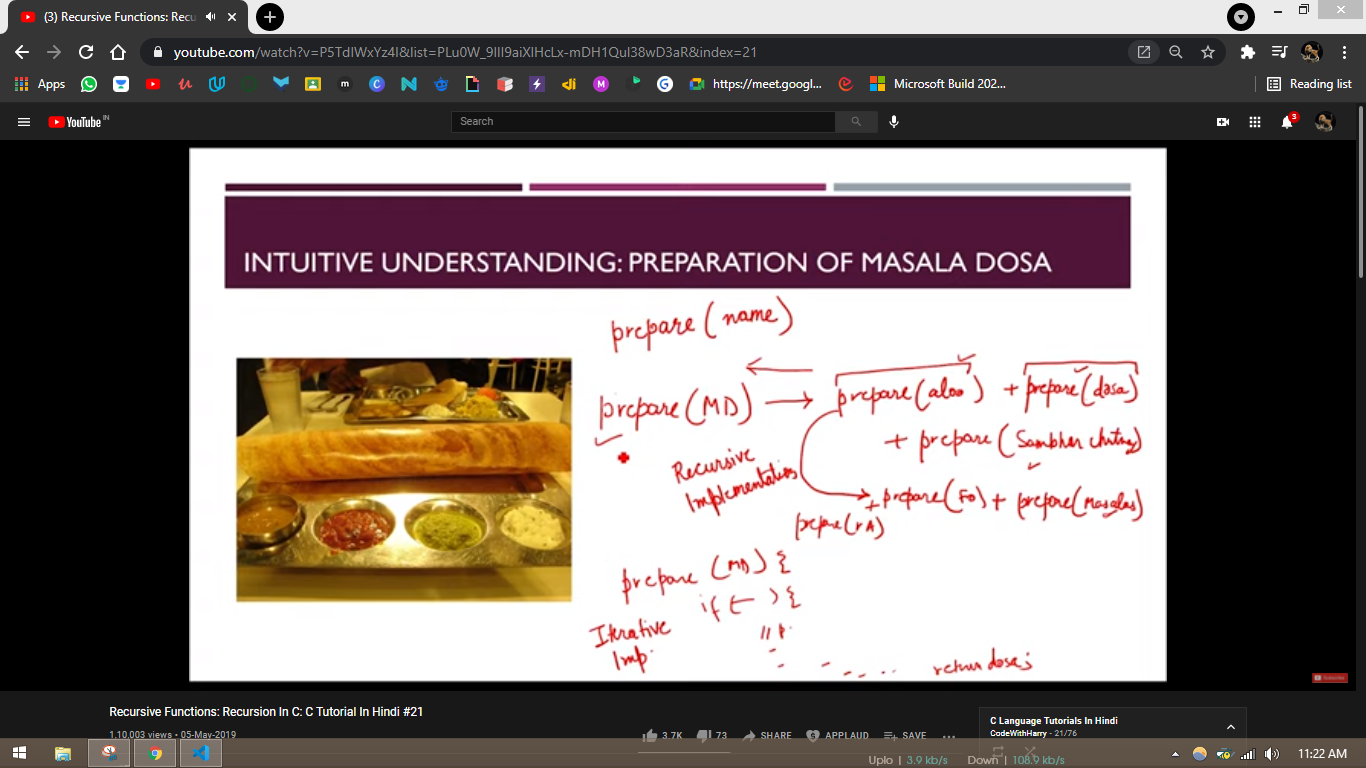 (3) Recursive Functions: Recu
youtube.com/watch?v=P5TdIWxYz4I&list=PLu0W_9lII9aiXlHcLx-mDH1Qul38wD3aR&index=21
Apps
https://meet.googl...
Microsoft Build 202...
Reading list
YouTube IN
Search
3
INTUITIVE UNDERSTANDING: PREPARATION OF MASALA DOSA
prepare (name)
prepare (MD) → prepare (aloo) + prepare (dosa)
+ prepare (Sambhar chutney)
Recursive
Implementations
+ prepare (FO) + prepare (Masalas)
prepare (rA)
prepare (MD) {
if ( ) {
Iterative
Imp.
return dosa;
Subscribe
Recursive Functions: Recursion In C: C Tutorial In Hindi #21
1,10,003 views • 05-May-2019
3.7K
73
SHARE
APPLAUD
SAVE
...
C Language Tutorials In Hindi
CodeWithHarry - 21/76
Uplo | 3.9 kb/s
Down | 108.9 kb/s
11:22 AM